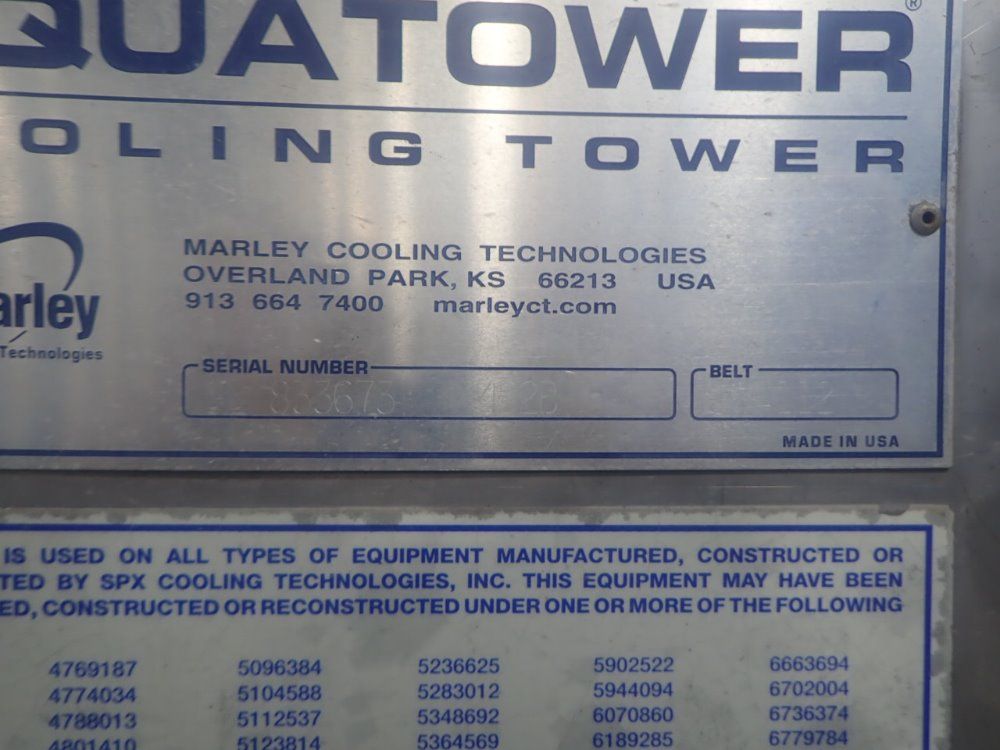 QUATOWER®
OLING TOWER
MARLEY COOLING TECHNOLOGIES
OVERLAND PARK, KS 66213 USA
913 664 7400 marleyct.com
arley
Technologies
SERIAL NUMBER
833673
BELT
MADE IN USA
IS USED ON ALL TYPES OF EQUIPMENT MANUFACTURED, CONSTRUCTED OR
TED BY SPX COOLING TECHNOLOGIES, INC. THIS EQUIPMENT MAY HAVE BEEN
ED, CONSTRUCTED OR RECONSTRUCTED UNDER ONE OR MORE OF THE FOLLOWING
4769187 5096384 5236625 5902522 6663694
4774034 5104588 5283012 5944094 6702004
4788013 5112537 5348692 6070860 6736374
4801410 5123814 5364569 6189285 6779784